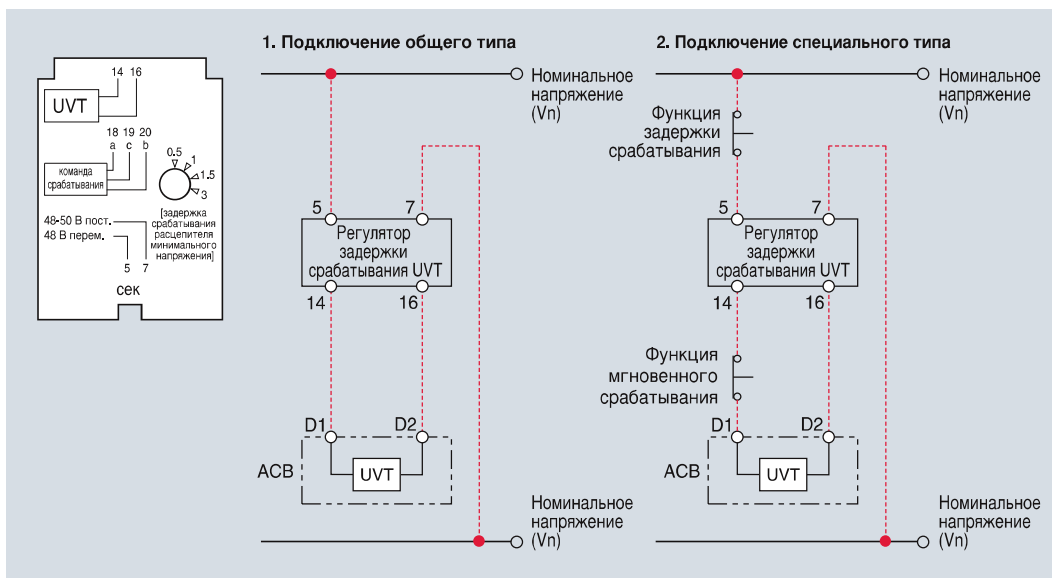 14 16
UVT
18 19 20
a c b
команда
срабатывания
0.5
1
1.5
3
48-50 В пост.
48 В перем.
[задержка
срабатывания
расцепителя
минимального
напряжения]
5 7
сек
1. Подключение общего типа
Номинальное
напряжение
(Vn)
5 7
Регулятор
задержки
срабатывания UVT
14 16
D1 D2
ACB
UVT
Номинальное
напряжение
(Vn)
2. Подключение специального типа
Номинальное
напряжение
(Vn)
Функция
задержки
срабатывания
5 7
Регулятор
задержки
срабатывания UVT
14 16
Функция
мгновенного
срабатывания
D1 D2
ACB
UVT
Номинальное
напряжение
(Vn)